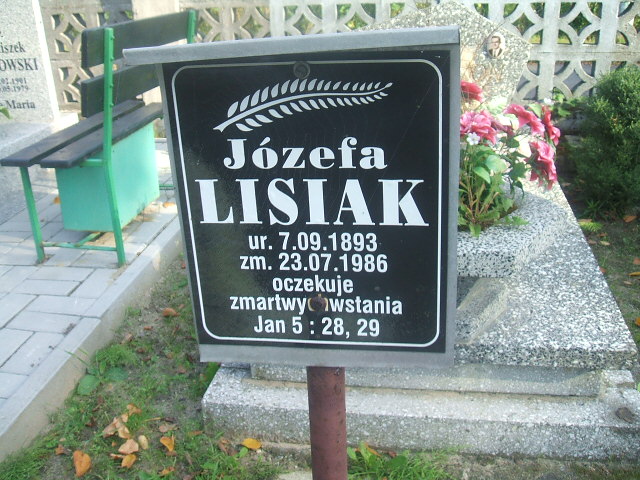 Józefa
LISIAK
ur. 7.09.1893
zm. 23.07.1986
oczekuje
zmartwychwstania
Jan 5 : 28, 29